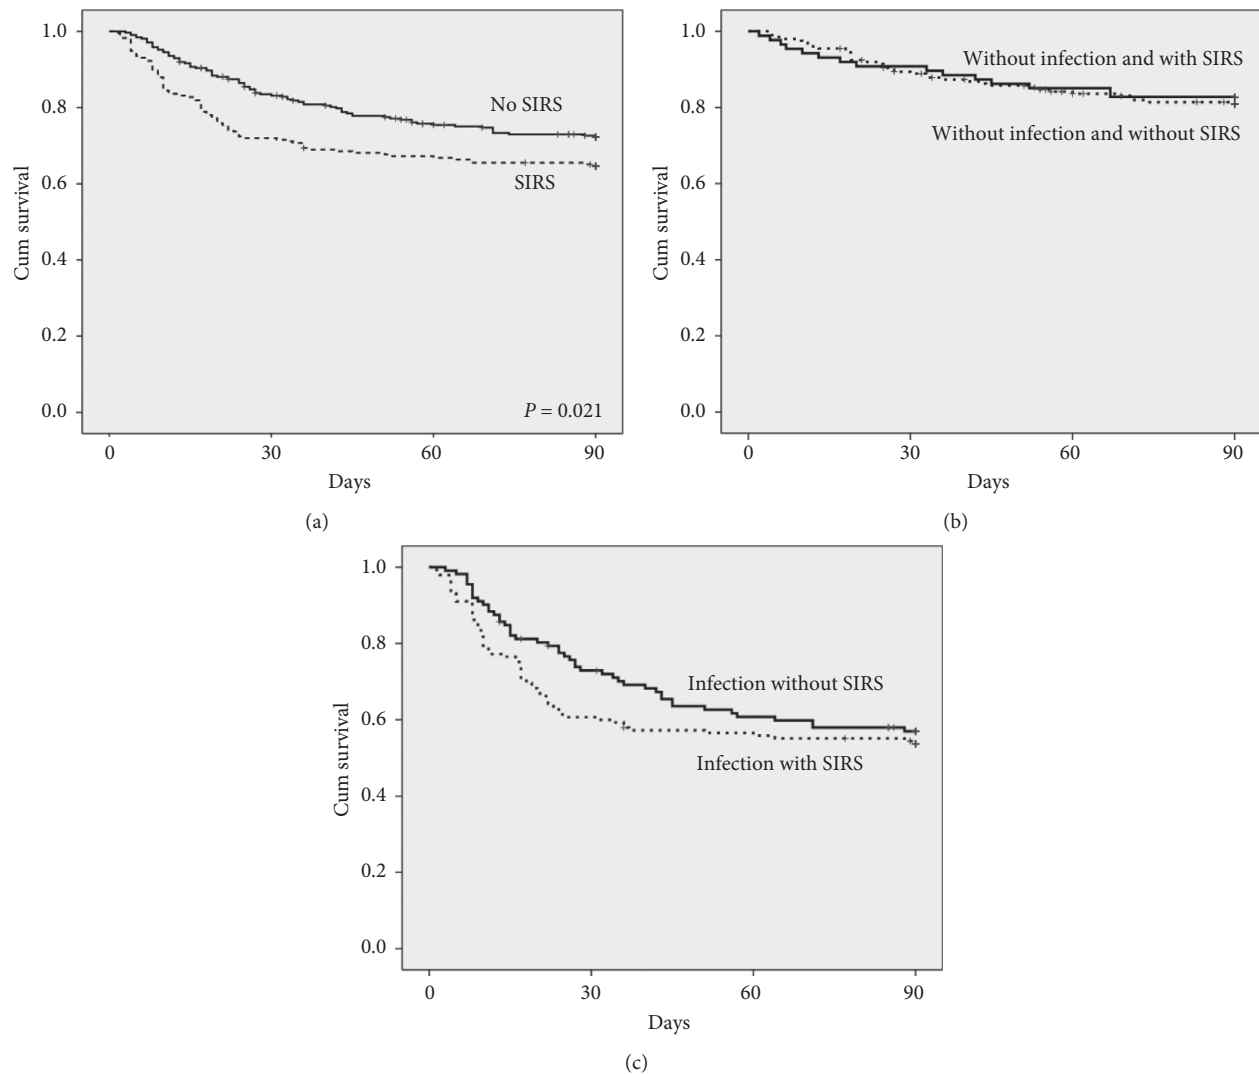 1.0
0.8
0.6
0.4
0.2
0.0
Cum survival
No SIRS
SIRS
P = 0.021
0 30 60 90
Days
(a)
1.0
0.8
0.6
0.4
0.2
0.0
Cum survival
Without infection and with SIRS
Without infection and without SIRS
0 30 60 90
Days
(b)
1.0
0.8
0.6
0.4
0.2
0.0
Cum survival
Infection without SIRS
Infection with SIRS
0 30 60 90
Days
(c)